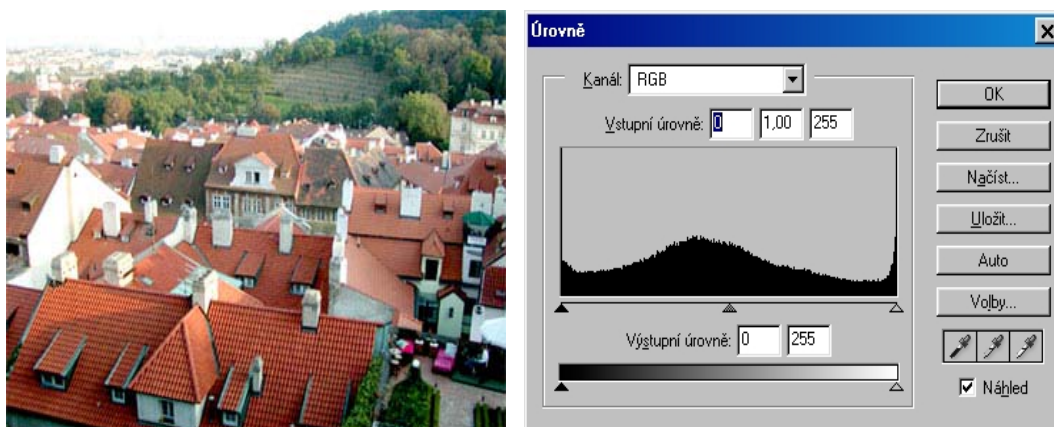 Úrovně
Kanál: RGB
OK
Vstupní úrovně: 0 1,00 255
Zrušit
Načíst...
Uložit...
Auto
Volby...
Výstupní úrovně: 0 255
Náhled